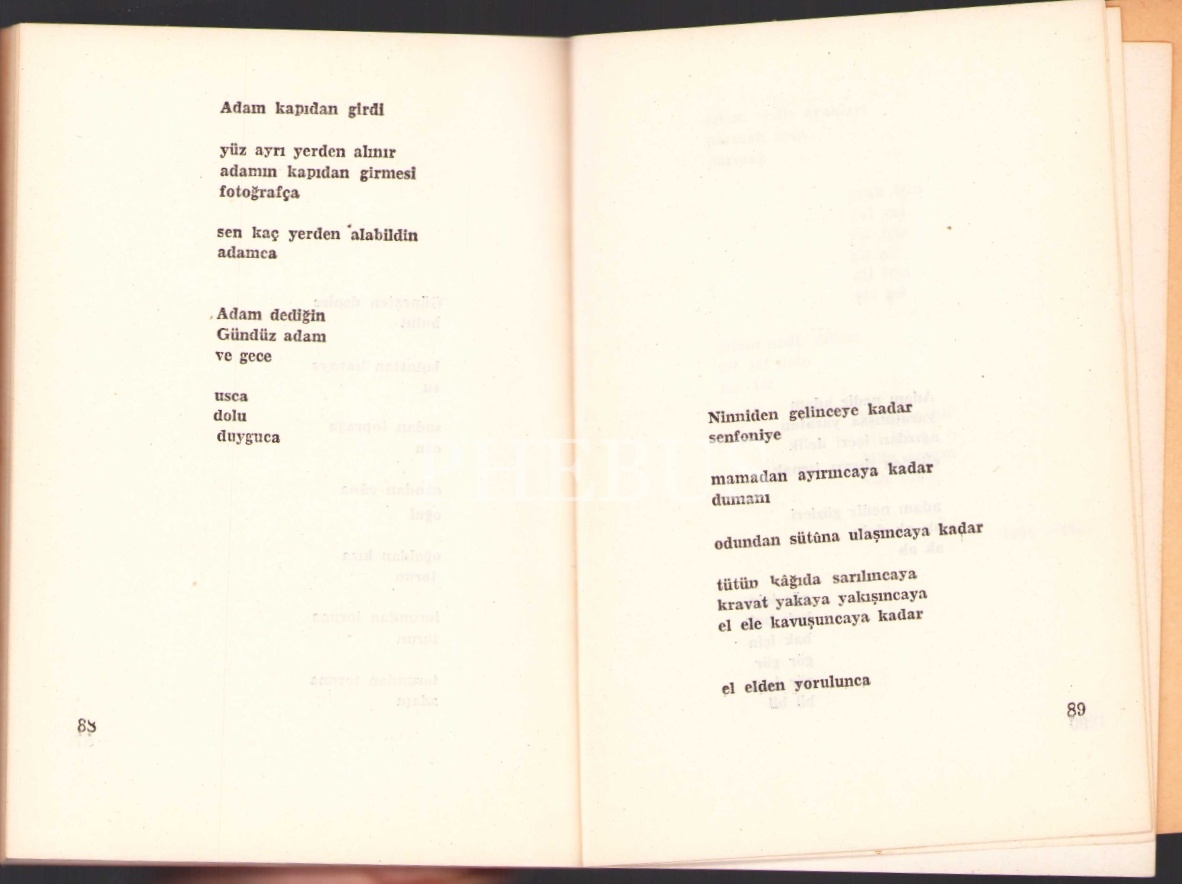 Adam kapıdan girdi
yüz ayrı yerden alınır
adamın kapıdan girmesi
fotoğrafça
sen kaç yerden alabildin
adamca
Adam dediğin
Gündüz adam
ve gece
usca
dolu
duyguca
88
Ninniden gelinceye kadar
senfoniye
mamadan ayırıncaya kadar
dumanı
odundan sütûna ulaşıncaya kadar
tütün kâğıda sarılıncaya
kravat yakaya yakışıncaya
el ele kavuşuncaya kadar
el elden yorulunca
89
PHEBUS